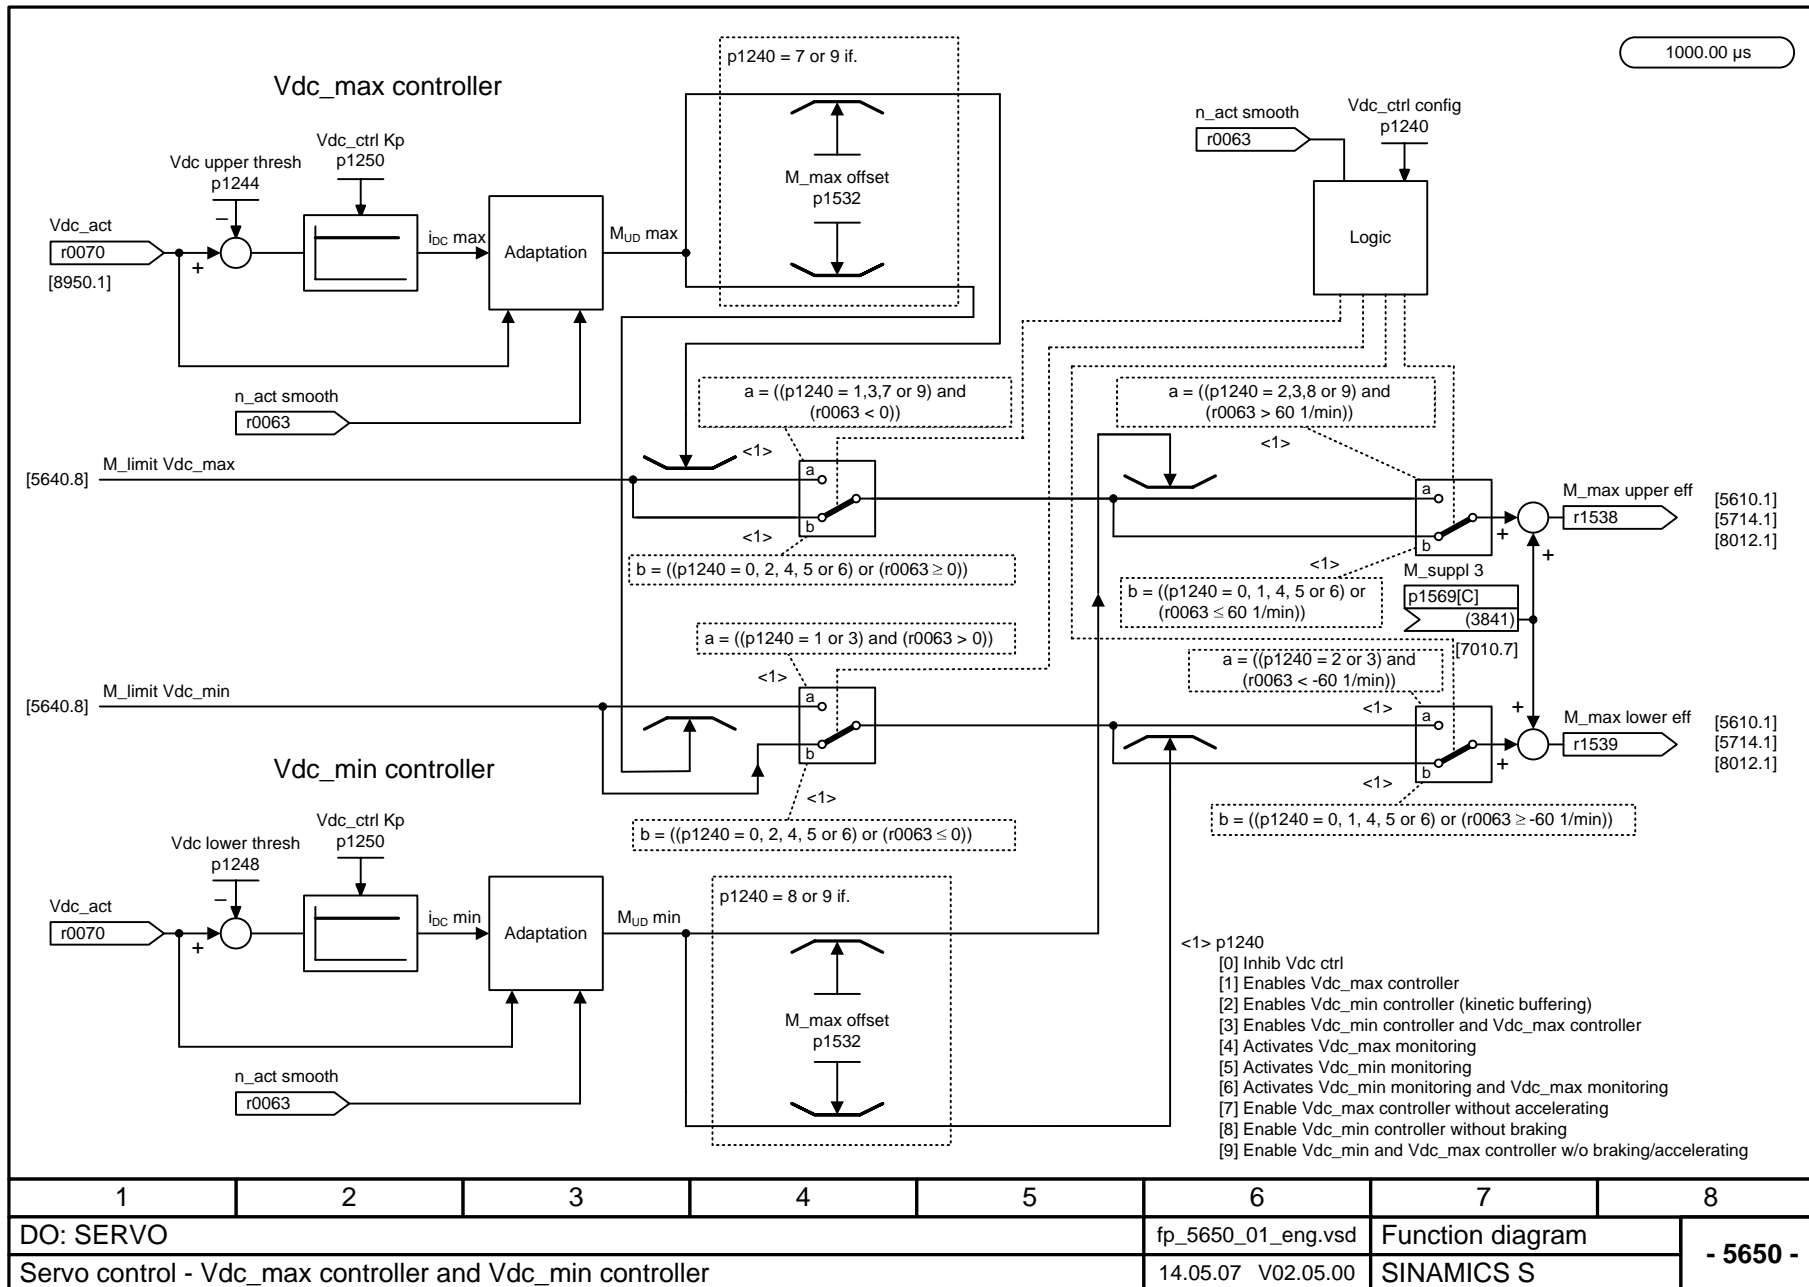 1000.00 µs
Vdc_max controller
p1240 = 7 or 9 if.
Vdc_ctrl config
p1240
n_act smooth
r0063
Logic
Vdc_ctrl Kp
p1250
Vdc upper thresh
p1244
Vdc_act
r0070
[8950.1]
–
+
iDC max
Adaptation
MUD max
M_max offset
p1532
n_act smooth
r0063
a = ((p1240 = 1,3,7 or 9) and
(r0063 < 0))
a = ((p1240 = 2,3,8 or 9) and
(r0063 > 60 1/min))
<1>
<1>
[5640.8]
M_limit Vdc_max
a
b
<1>
b = ((p1240 = 0, 2, 4, 5 or 6) or (r0063 ≥ 0))
a
b
<1>
b = ((p1240 = 0, 1, 4, 5 or 6) or
(r0063 ≤ 60 1/min))
+
+
M_max upper eff
r1538
[5610.1]
[5714.1]
[8012.1]
M_suppl 3
p1569[C]
(3841)
[7010.7]
a = ((p1240 = 1 or 3) and (r0063 > 0))
<1>
a = ((p1240 = 2 or 3) and
(r0063 < -60 1/min))
<1>
[5640.8]
M_limit Vdc_min
a
b
<1>
b = ((p1240 = 0, 2, 4, 5 or 6) or (r0063 ≤ 0))
a
b
<1>
b = ((p1240 = 0, 1, 4, 5 or 6) or (r0063 ≥ -60 1/min))
+
+
M_max lower eff
r1539
[5610.1]
[5714.1]
[8012.1]
Vdc_min controller
Vdc_ctrl Kp
p1250
Vdc lower thresh
p1248
Vdc_act
r0070
–
+
iDC min
Adaptation
MUD min
p1240 = 8 or 9 if.
M_max offset
p1532
n_act smooth
r0063
<1> p1240
[0] Inhib Vdc ctrl
[1] Enables Vdc_max controller
[2] Enables Vdc_min controller (kinetic buffering)
[3] Enables Vdc_min controller and Vdc_max controller
[4] Activates Vdc_max monitoring
[5] Activates Vdc_min monitoring
[6] Activates Vdc_min monitoring and Vdc_max monitoring
[7] Enable Vdc_max controller without accelerating
[8] Enable Vdc_min controller without braking
[9] Enable Vdc_min and Vdc_max controller w/o braking/accelerating
1 2 3 4 5 6 7 8
DO: SERVO
fp_5650_01_eng.vsd
Function diagram
- 5650 -
Servo control - Vdc_max controller and Vdc_min controller
14.05.07 V02.05.00
SINAMICS S